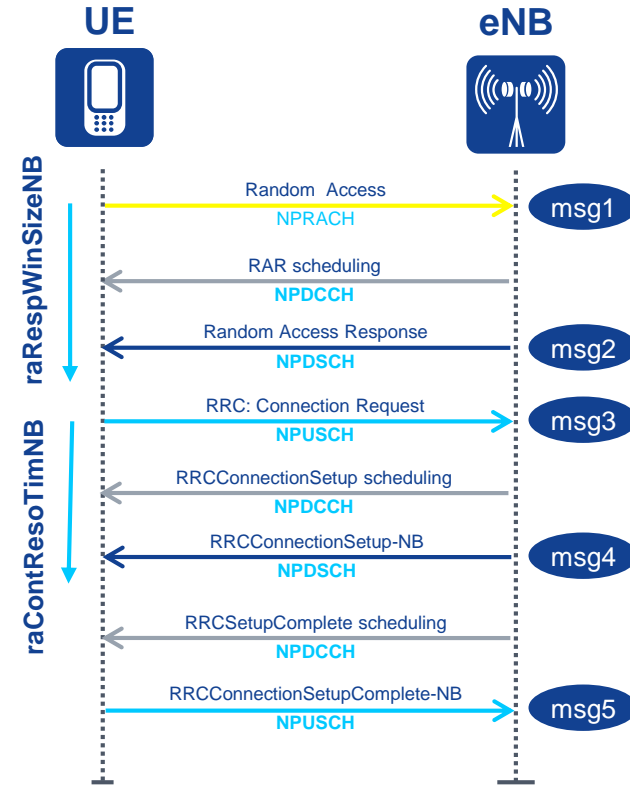 UE
eNB
raRespWinSizeNB
raContResoTimNB
Random Access
NPRACH
msg1
RAR scheduling
NPDCCH
Random Access Response
NPDSCH
msg2
RRC: Connection Request
NPUSCH
msg3
RRCConnectionSetup scheduling
NPDCCH
RRCConnectionSetup-NB
NPDSCH
msg4
RRCSetupComplete scheduling
NPDCCH
RRCConnectionSetupComplete-NB
NPUSCH
msg5